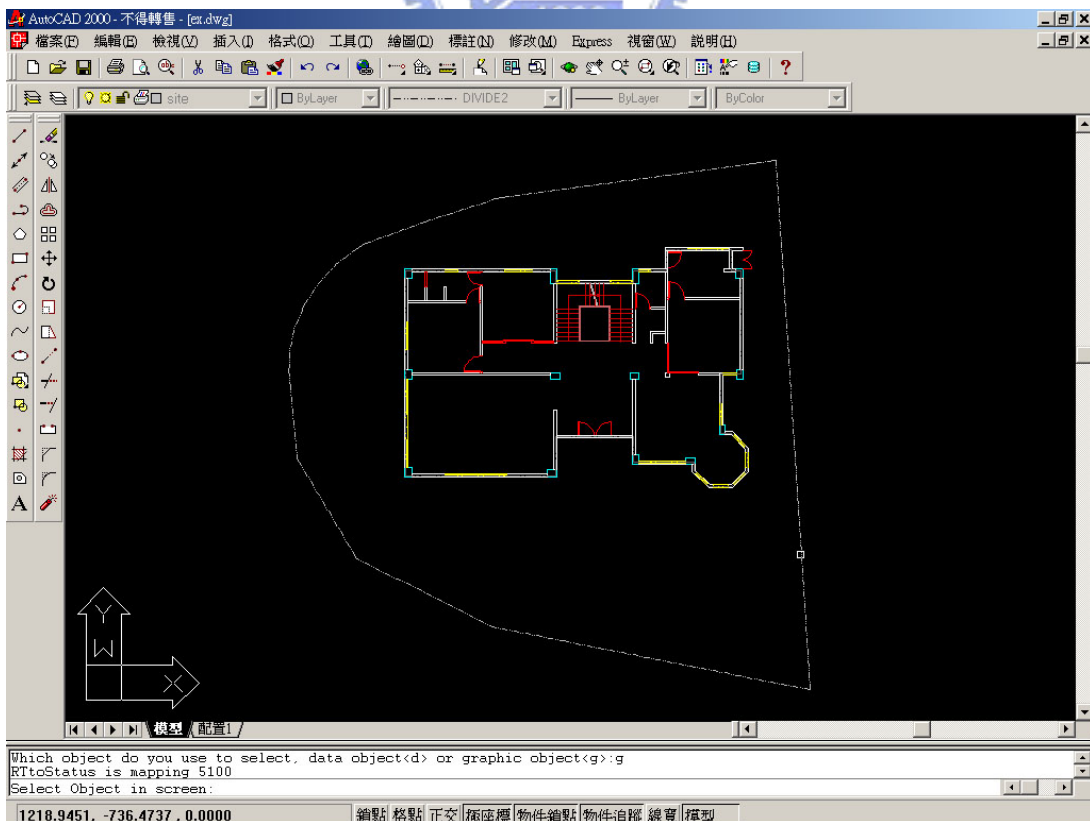 AutoCAD 2000 - 不得轉售 - [ex.dwg]
檔案(F) 編輯(E) 檢視(V) 插入(I) 格式(O) 工具(T) 繪圖(D) 標註(N) 修改(M) Express 視窗(W) 說明(H)
site ByLayer DIVIDE2 ByLayer ByColor
A
Y
W
X
模型 配置1
Which object do you use to select, data object<d> or graphic object<g>:g
RTtoStatus is mapping 5100
Select Object in screen:
1218.9451, -736.4737 , 0.0000 鎖點 格點 正交 極座標 物件鎖點 物件追蹤 線寬 模型